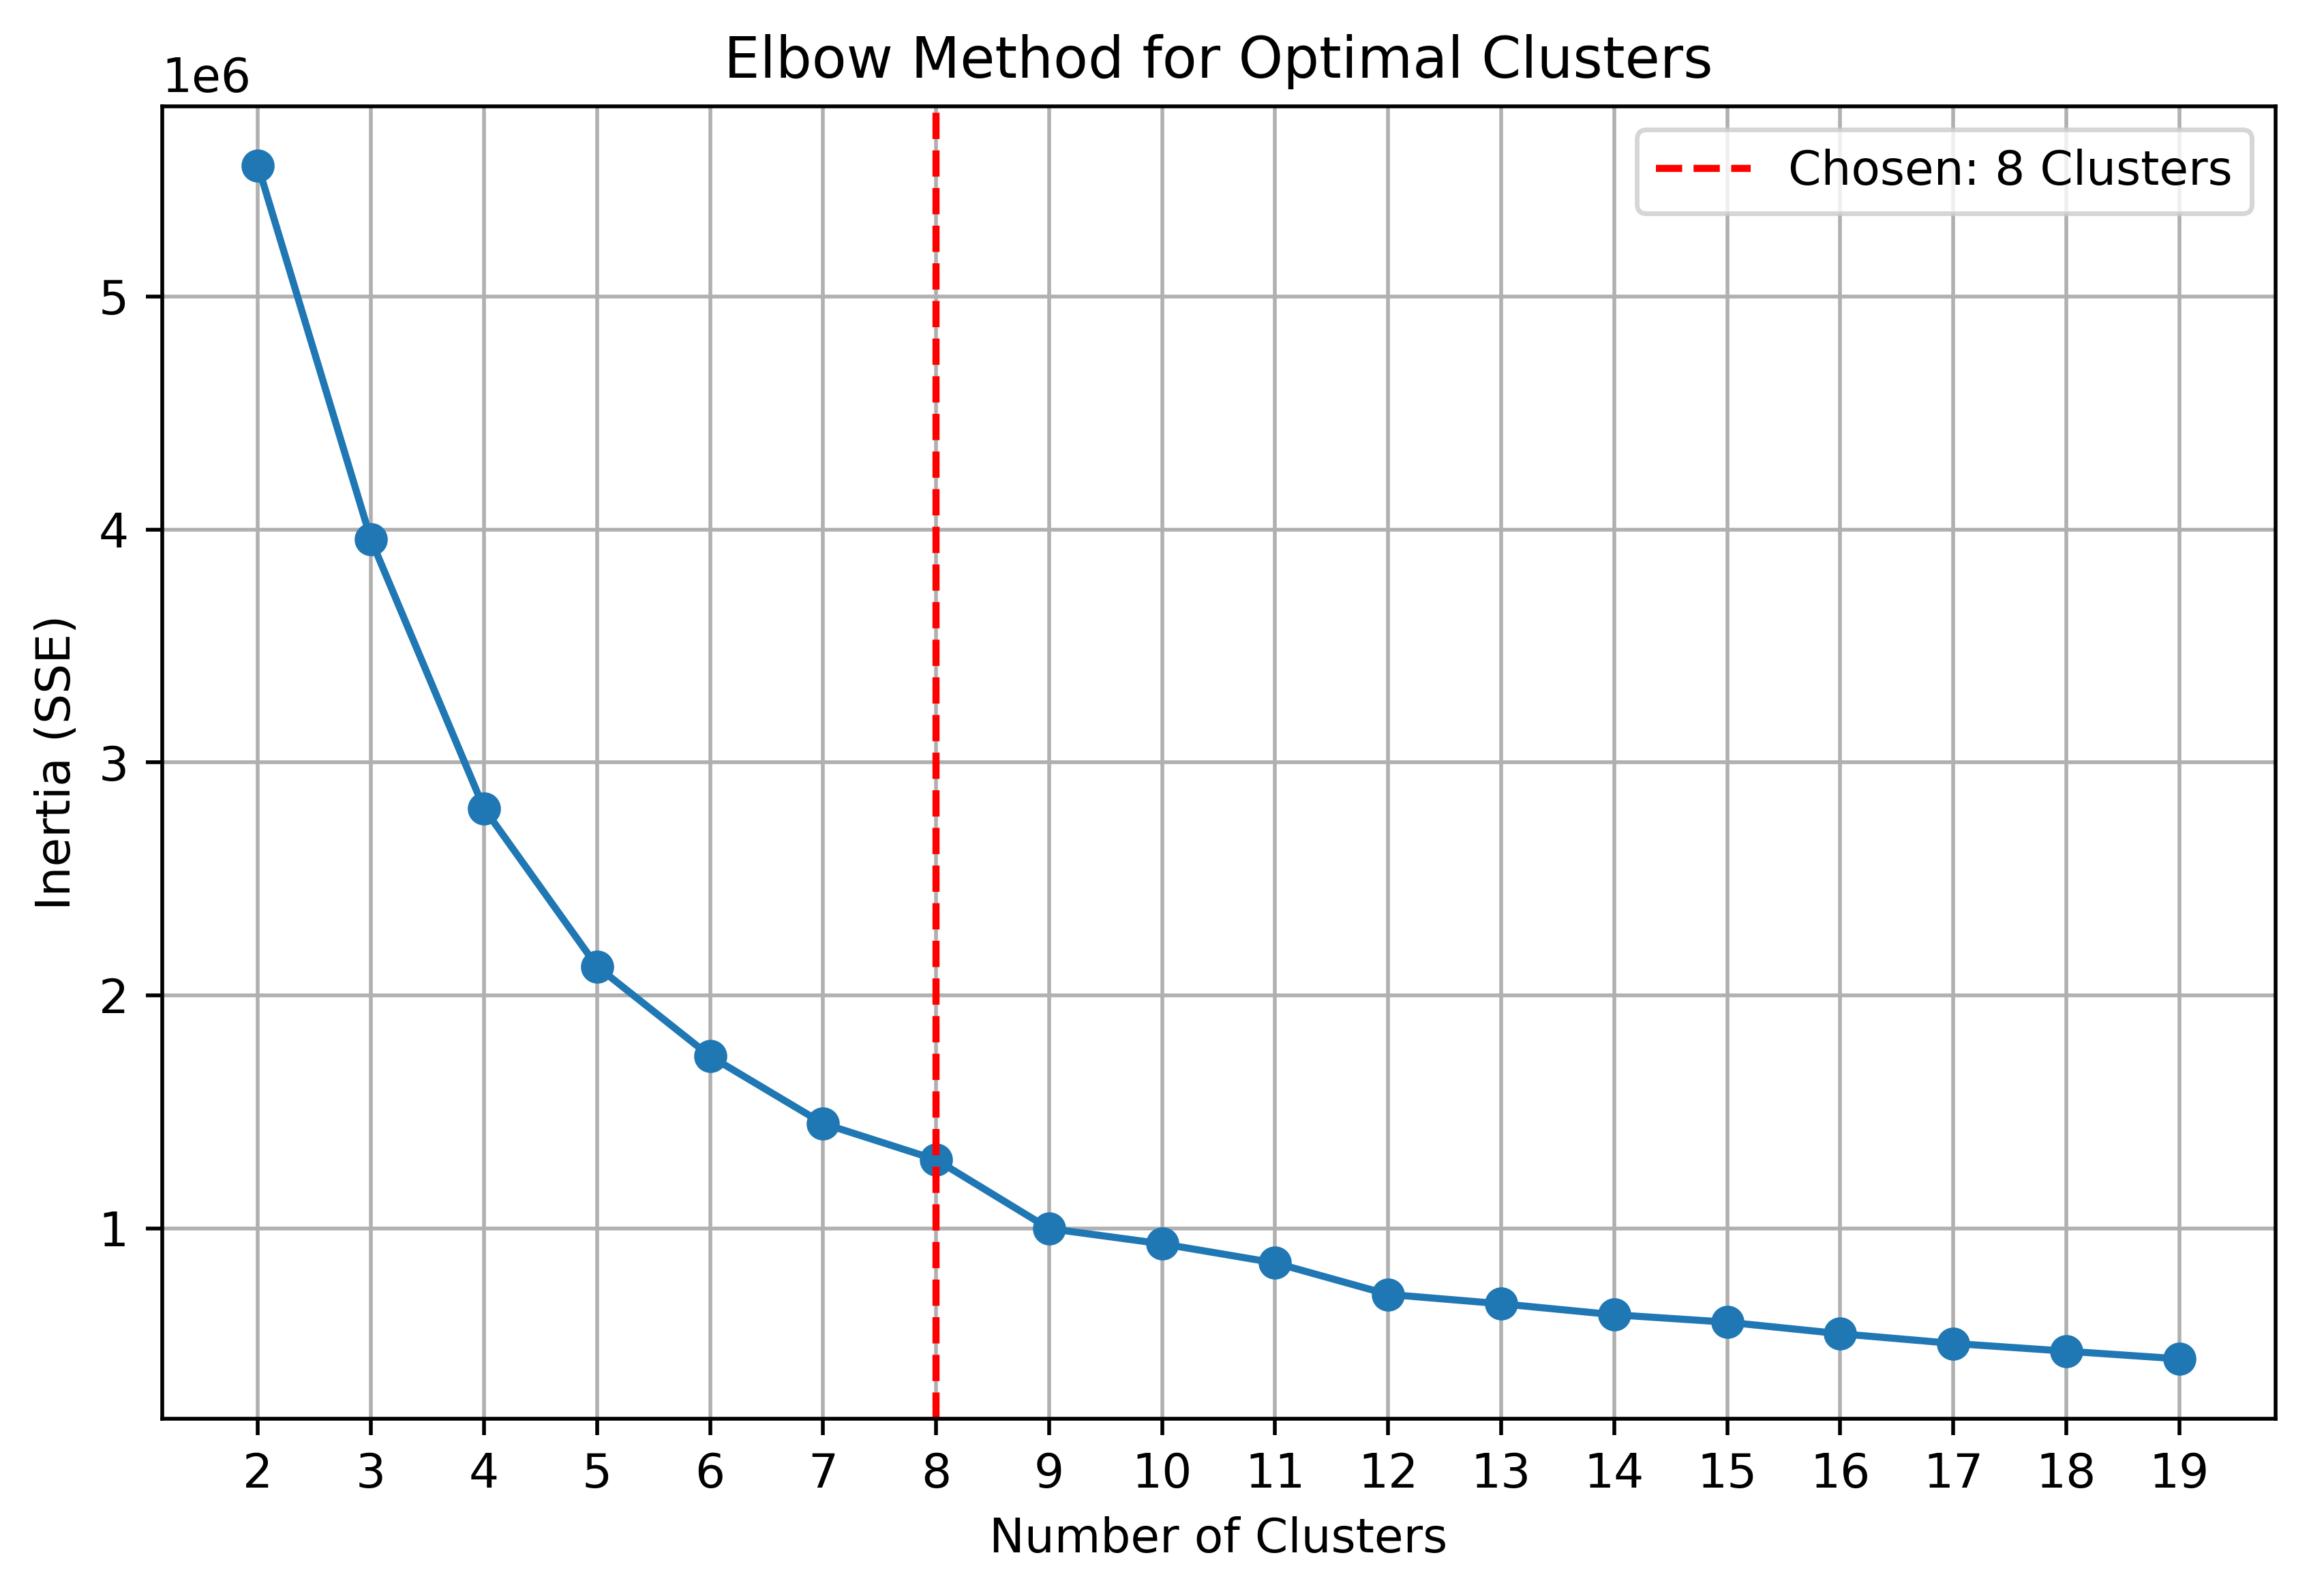 Elbow Method for Optimal Clusters
1e6
Chosen: 8 Clusters
5
4
3
2
1
Inertia (SSE)
2 3 4 5 6 7 8 9 10 11 12 13 14 15 16 17 18 19
Number of Clusters